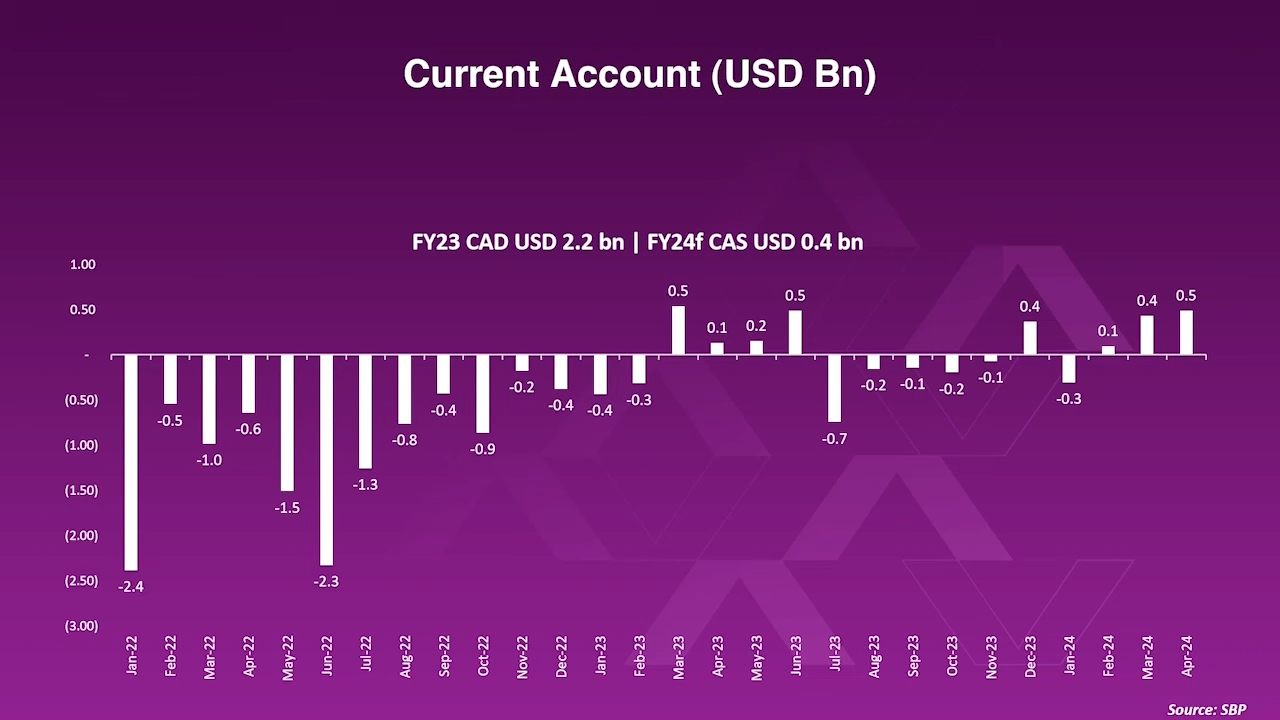 Current Account (USD Bn)
FY23 CAD USD 2.2 bn | FY24f CAS USD 0.4 bn
1.00
0.50
-
(0.50)
(1.00)
(1.50)
(2.00)
(2.50)
(3.00)
-2.4
-0.5
-1.0
-0.6
-1.5
-2.3
-1.3
-0.8
-0.4
-0.9
-0.2
-0.4
-0.4
-0.3
0.5
0.1
0.2
0.5
-0.7
-0.2
-0.1
-0.2
-0.1
0.4
-0.3
0.1
0.4
0.5
Jan-22
Feb-22
Mar-22
Apr-22
May-22
Jun-22
Jul-22
Aug-22
Sep-22
Oct-22
Nov-22
Dec-22
Jan-23
Feb-23
Mar-23
Apr-23
May-23
Jun-23
Jul-23
Aug-23
Sep-23
Oct-23
Nov-23
Dec-23
Jan-24
Feb-24
Mar-24
Apr-24
Source: SBP